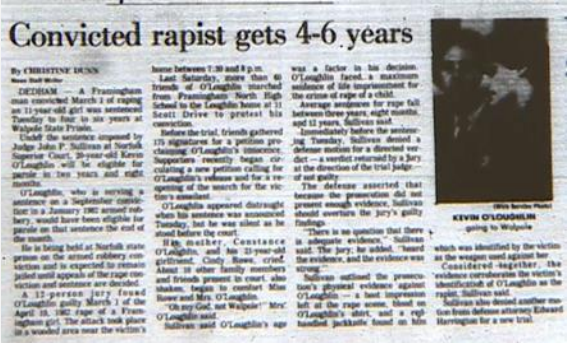 Convicted rapist gets 4-6 years
By CHRISTINE DUNN
News Staff Writer
DEDHAM — A Framingham
man convicted March 1 of raping
an 11-year-old girl was sentenced
Tuesday to four to six years at
Walpole State Prison.
Under the sentence imposed by
Judge John P. Sullivan at Norfolk
Superior Court, 20-year-old Kevin
O'Loughlin will be eligible for
parole in two years and eight
months.
O'Loughlin, who is serving a
sentence on a September convic-
tion in a January 1982 armed rob-
bery, would have been eligible for
parole on that sentence the end of
the month.
He is being held at Norfolk state
prison on the armed robbery con-
viction and is expected to remain
jailed until appeals of the rape con-
viction and sentence are decided.
A 12-person jury found
O'Loughlin guilty March 1 of the
April 19, 1982 rape of a Fram-
ingham girl. The attack took place
in a wooded area near the victim's
home between 7:30 and 8 p.m.
Last Saturday, more than 60
friends of O'Loughlin marched
from Framingham North High
School to the Loughlin home at 11
Scott Drive to protest his
conviction.
Before the trial, friends gathered
175 signatures for a petition pro-
claiming O'Loughlin's innocence.
Supporters recently began cir-
culating a new petition calling for
O'Loughlin's release and for a re-
opening of the search for the vic-
tim's assailant.
O'Loughlin appeared distraught
when his sentence was announced
Tuesday, but he was silent as he
stood before the court.
His mother, Constance
O'Loughlin, and his 21-year-old
girlfriend, Cindy Rowe, cried.
About 10 other family members
and friends present in court, also
shaken, began to comfort Miss
Rowe and Mrs. O'Loughlin.
"Oh my God, not Walpole!" Mrs.
O'Loughlin said.
Sullivan said O'Loughlin's age
was a factor in his decision.
O'Loughlin faced a maximum
sentence of life imprisonment for
the crime of rape of a child.
Average sentences for rape fall
between three years, eight months,
and 12 years, Sullivan said.
Immediately before the sentenc-
ing Tuesday, Sullivan denied a
defense motion for a directed ver-
dict — a verdict returned by a jury
at the direction of the trial judge —
of not guilty.
The defense asserted that
because the prosecution did not
present enough evidence, Sullivan
should overturn the jury's guilty
findings.
"There is no question that there
is adequate evidence," Sullivan
said. The jury, he added, "heard
the evidence, and the evidence was
strong."
Sullivan outlined the prosecu-
tion's physical evidence against
O'Loughlin — a boot impression
left at the rape scene, blood on
O'Loughlin's shirt, and a red-
handled jackknife found on him
KEVIN O'LOUGHLIN
going to Walpole
which was identified by the victim
as the weapon used against her.
Considered together, the
evidence corroborates the victim's
identification of O'Loughlin as the
rapist, Sullivan said.
Sullivan also denied another mo-
tion from defense attorney Edward
Harrington for a new trial.